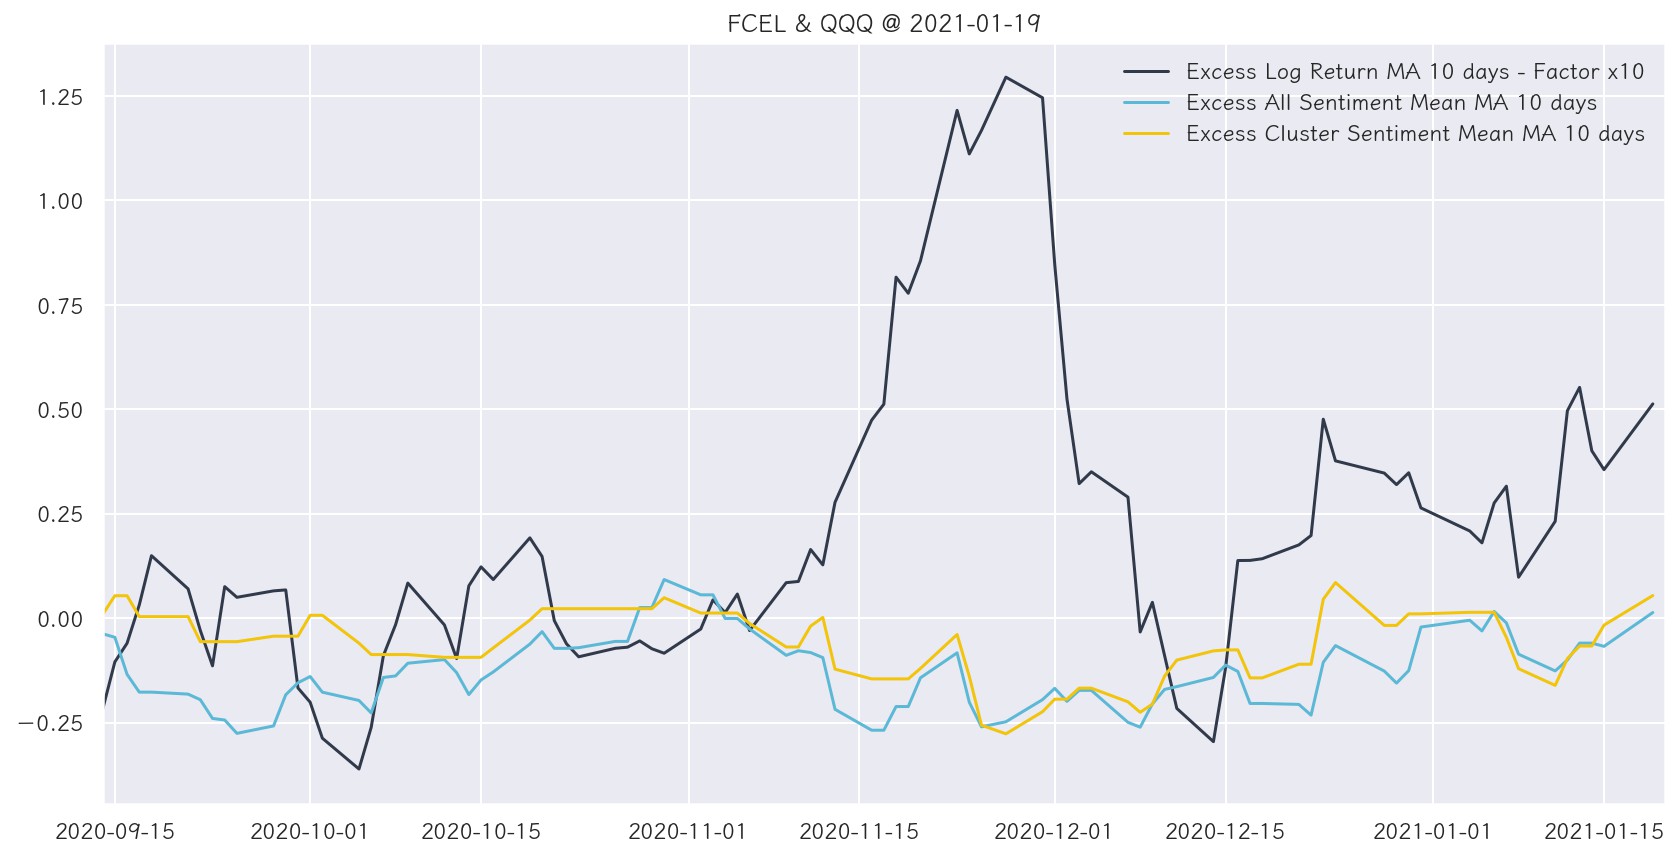 FCEL & QQQ @ 2021-01-19
Excess Log Return MA 10 days - Factor x10
Excess All Sentiment Mean MA 10 days
Excess Cluster Sentiment Mean MA 10 days
1.25
1.00
0.75
0.50
0.25
0.00
−0.25
2020-09-15 2020-10-01 2020-10-15 2020-11-01 2020-11-15 2020-12-01 2020-12-15 2021-01-01 2021-01-15